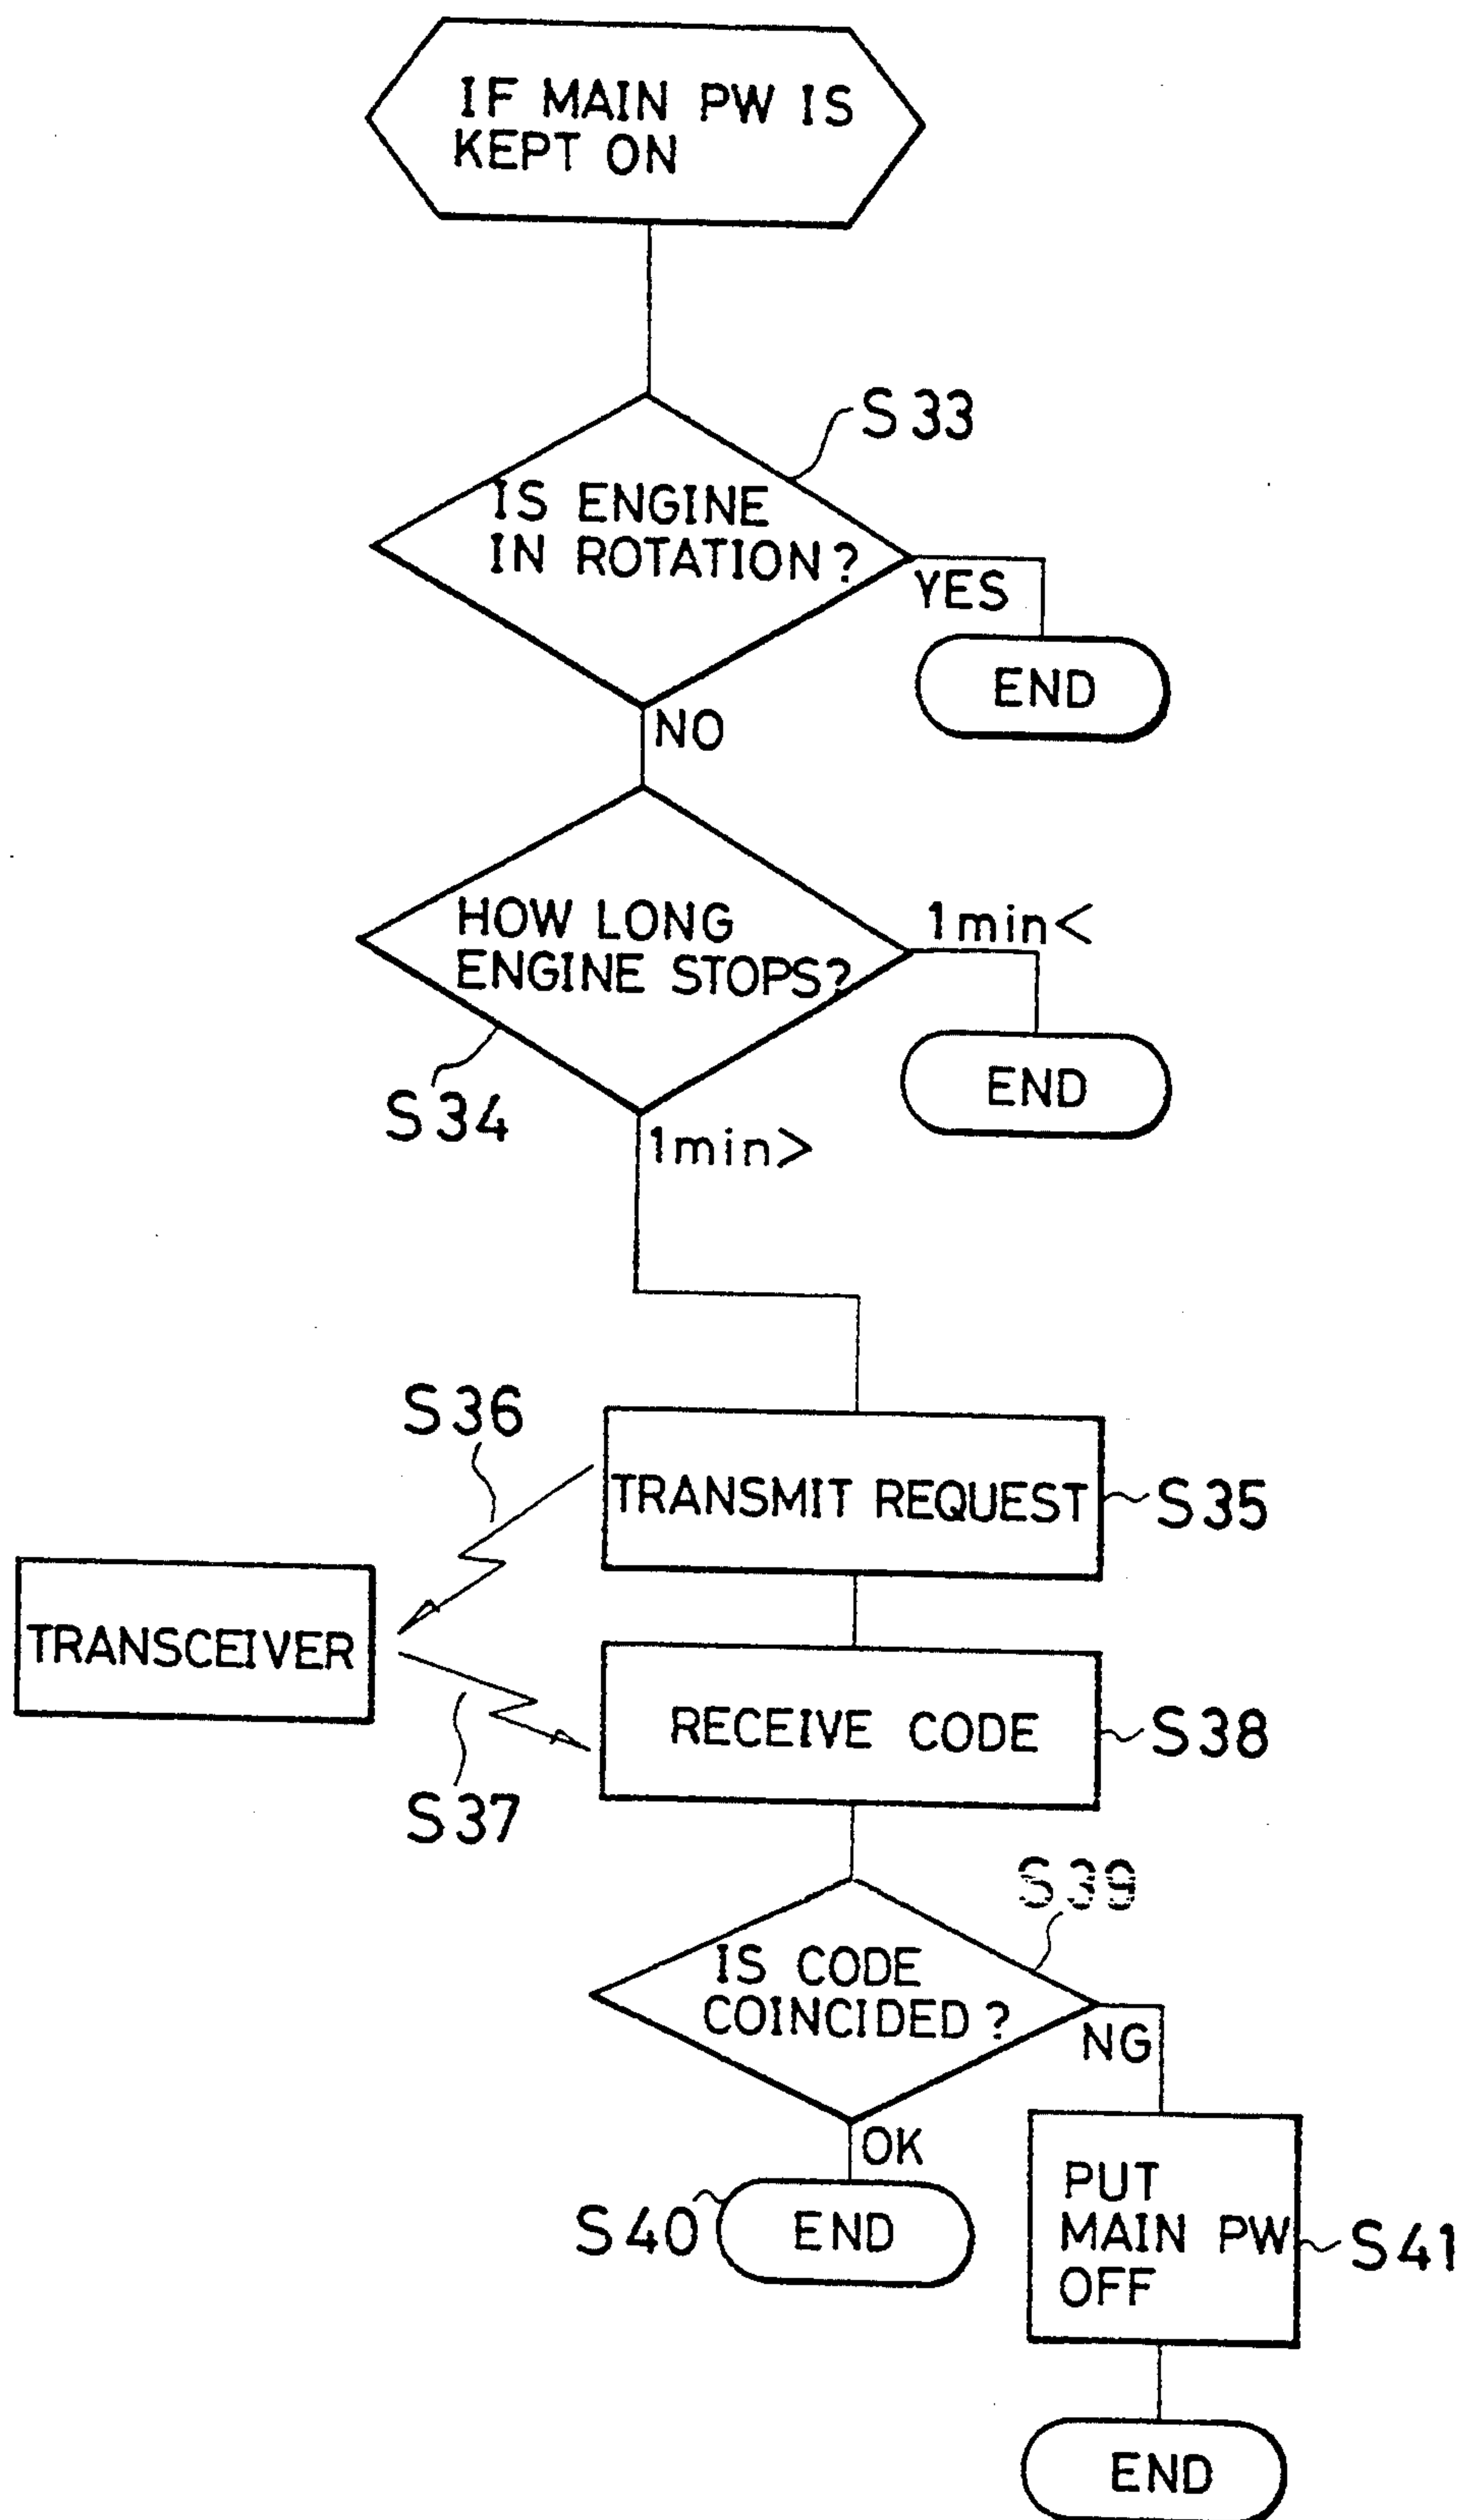 IF MAIN PW IS
KEPT ON
S33
IS ENGINE
IN ROTATION?
YES
END
NO
HOW LONG
ENGINE STOPS?
1min<
END
S34
1min>
S36
TRANSMIT REQUEST
S35
TRANSCEIVER
RECEIVE CODE
S38
S37
S39
IS CODE
COINCIDED?
NG
OK
S40
END
PUT
MAIN PW
OFF
S41
END